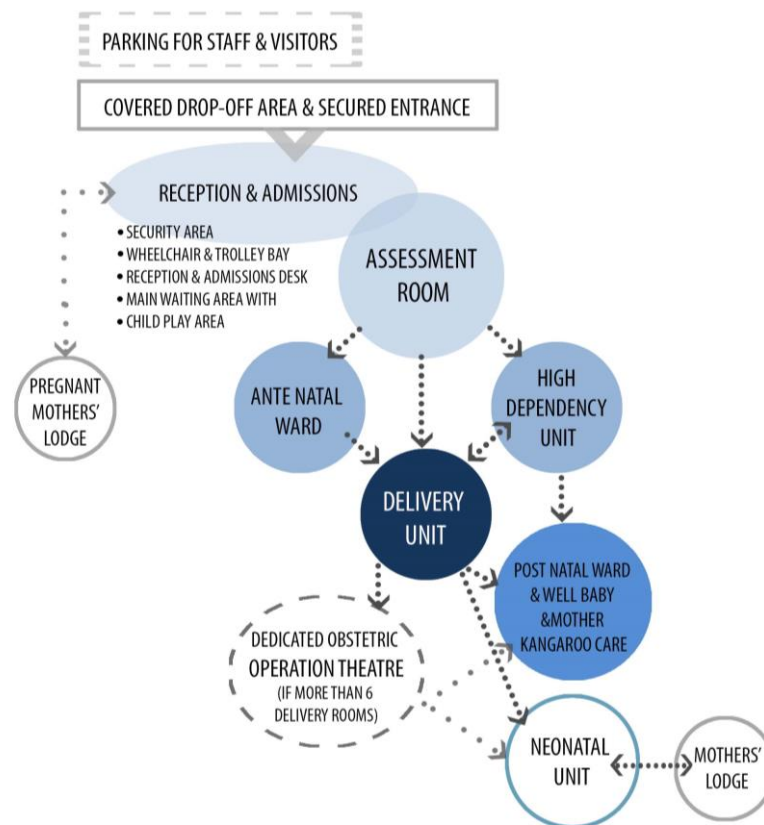 PARKING FOR STAFF & VISITORS
COVERED DROP-OFF AREA & SECURED ENTRANCE
RECEPTION & ADMISSIONS
• SECURITY AREA
• WHEELCHAIR & TROLLEY BAY
• RECEPTION & ADMISSIONS DESK
• MAIN WAITING AREA WITH
• CHILD PLAY AREA
ASSESSMENT
ROOM
PREGNANT
MOTHERS'
LODGE
ANTE NATAL
WARD
HIGH
DEPENDENCY
UNIT
DELIVERY
UNIT
POST NATAL WARD
& WELL BABY
&MOTHER
KANGAROO CARE
DEDICATED OBSTETRIC
OPERATION THEATRE
(IF MORE THAN 6
DELIVERY ROOMS)
NEONATAL
UNIT
MOTHERS'
LODGE